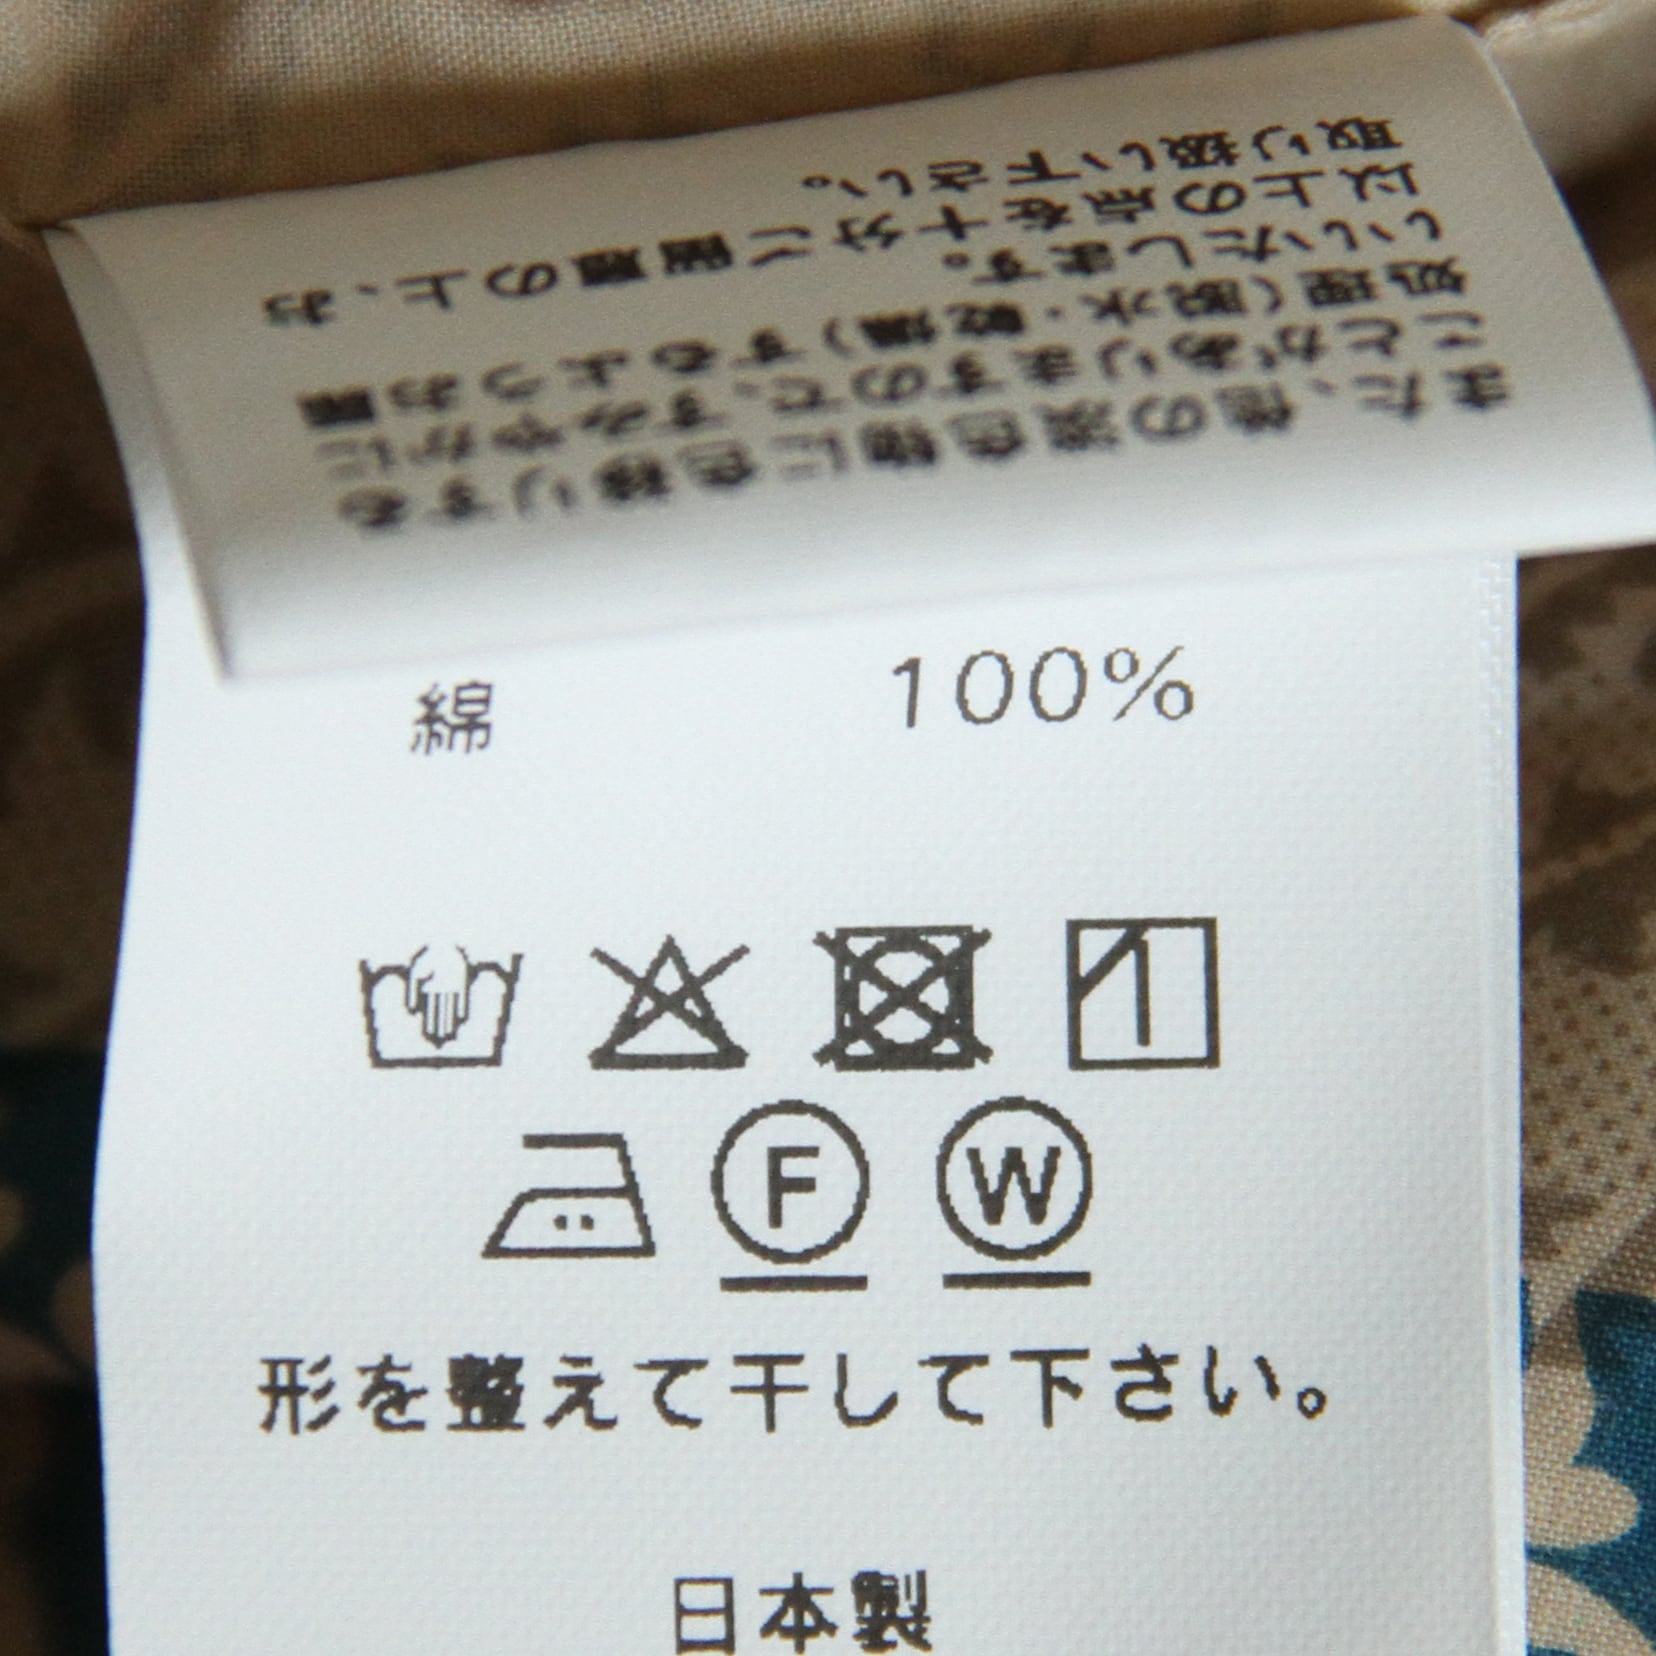 また、他の淡色物に色移りする
ことがありますので、すみやかに
処理(脱水・乾燥)するようお願
いいたします。
以上の点を十分に留意の上、お
取り扱い下さい。
綿 100%
F W
形を整えて干して下さい。
日本製